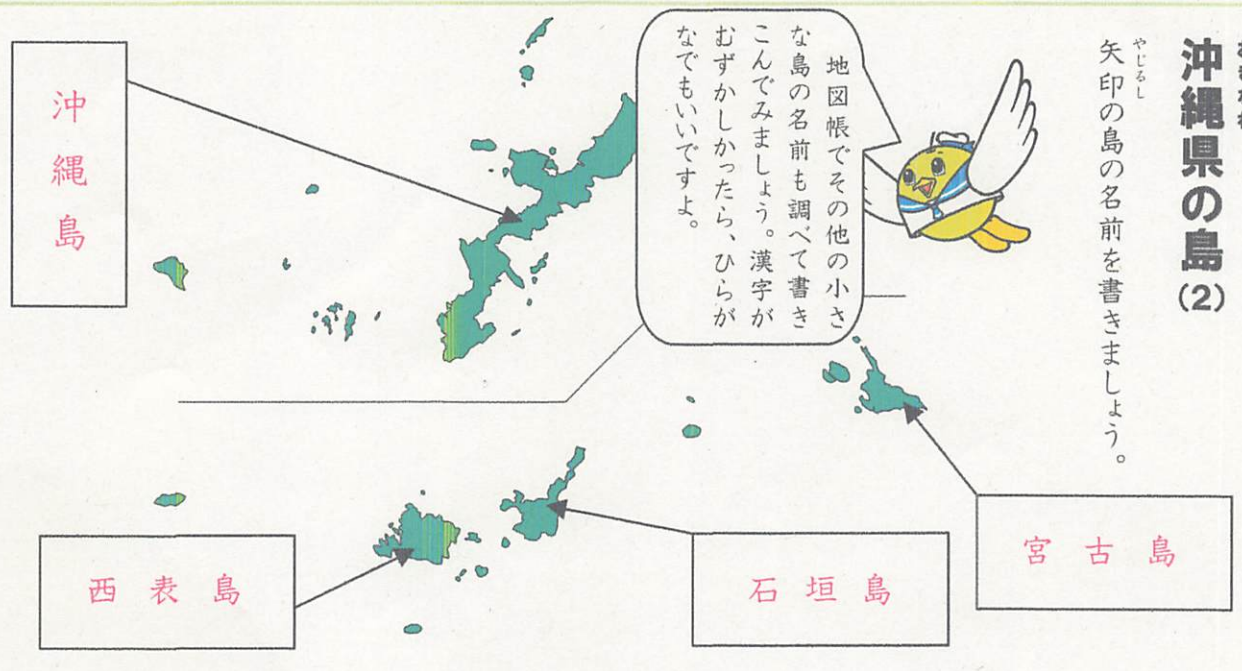 沖縄県の島(2)
やじるし
矢印の島の名前を書きましょう。
地図帳でその他の小さ
な島の名前も調べて書き
こんでみましょう。漢字が
むずかしかったら、ひらが
なでもいいですよ。
沖縄島
宮古島
石垣島
西表島